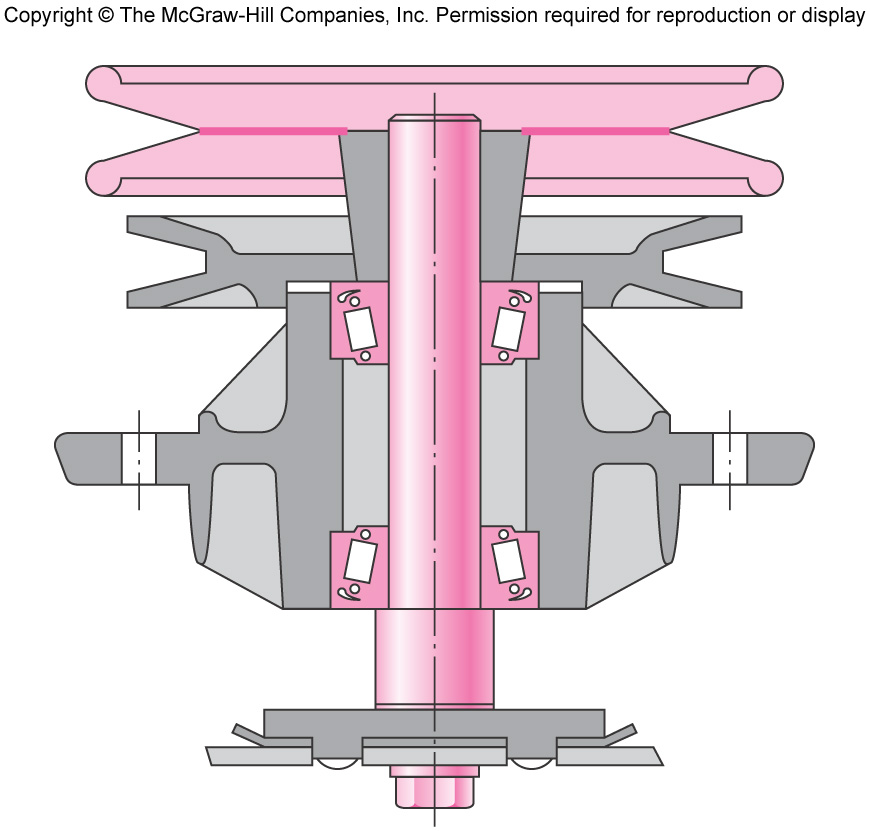 Copyright © The McGraw-Hill Companies, Inc. Permission required for reproduction or display